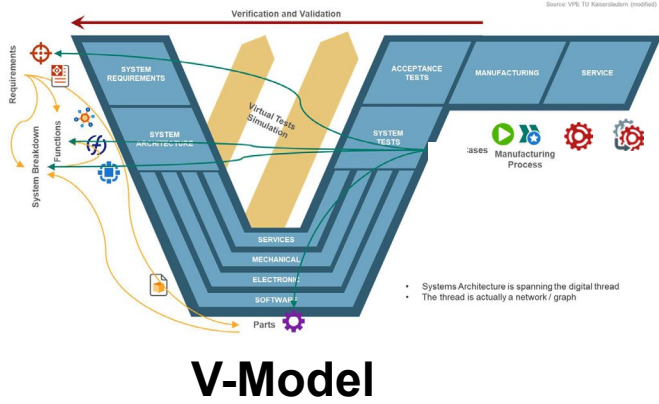 Source: VPE TU Kaiserslautern (modified)
Verification and Validation
Requirements
System Breakdown
Functions
SYSTEM
REQUIREMENTS
SYSTEM
ARCHITECTURE
Virtual Tests
Simulation
ACCEPTANCE
TESTS
MANUFACTURING
SERVICE
SYSTEM
TESTS
ases
Manufacturing
Process
SERVICES
MECHANICAL
ELECTRONIC
SOFTWARE
Parts
• Systems Architecture is spanning the digital thread
• The thread is actually a network / graph
V-Model